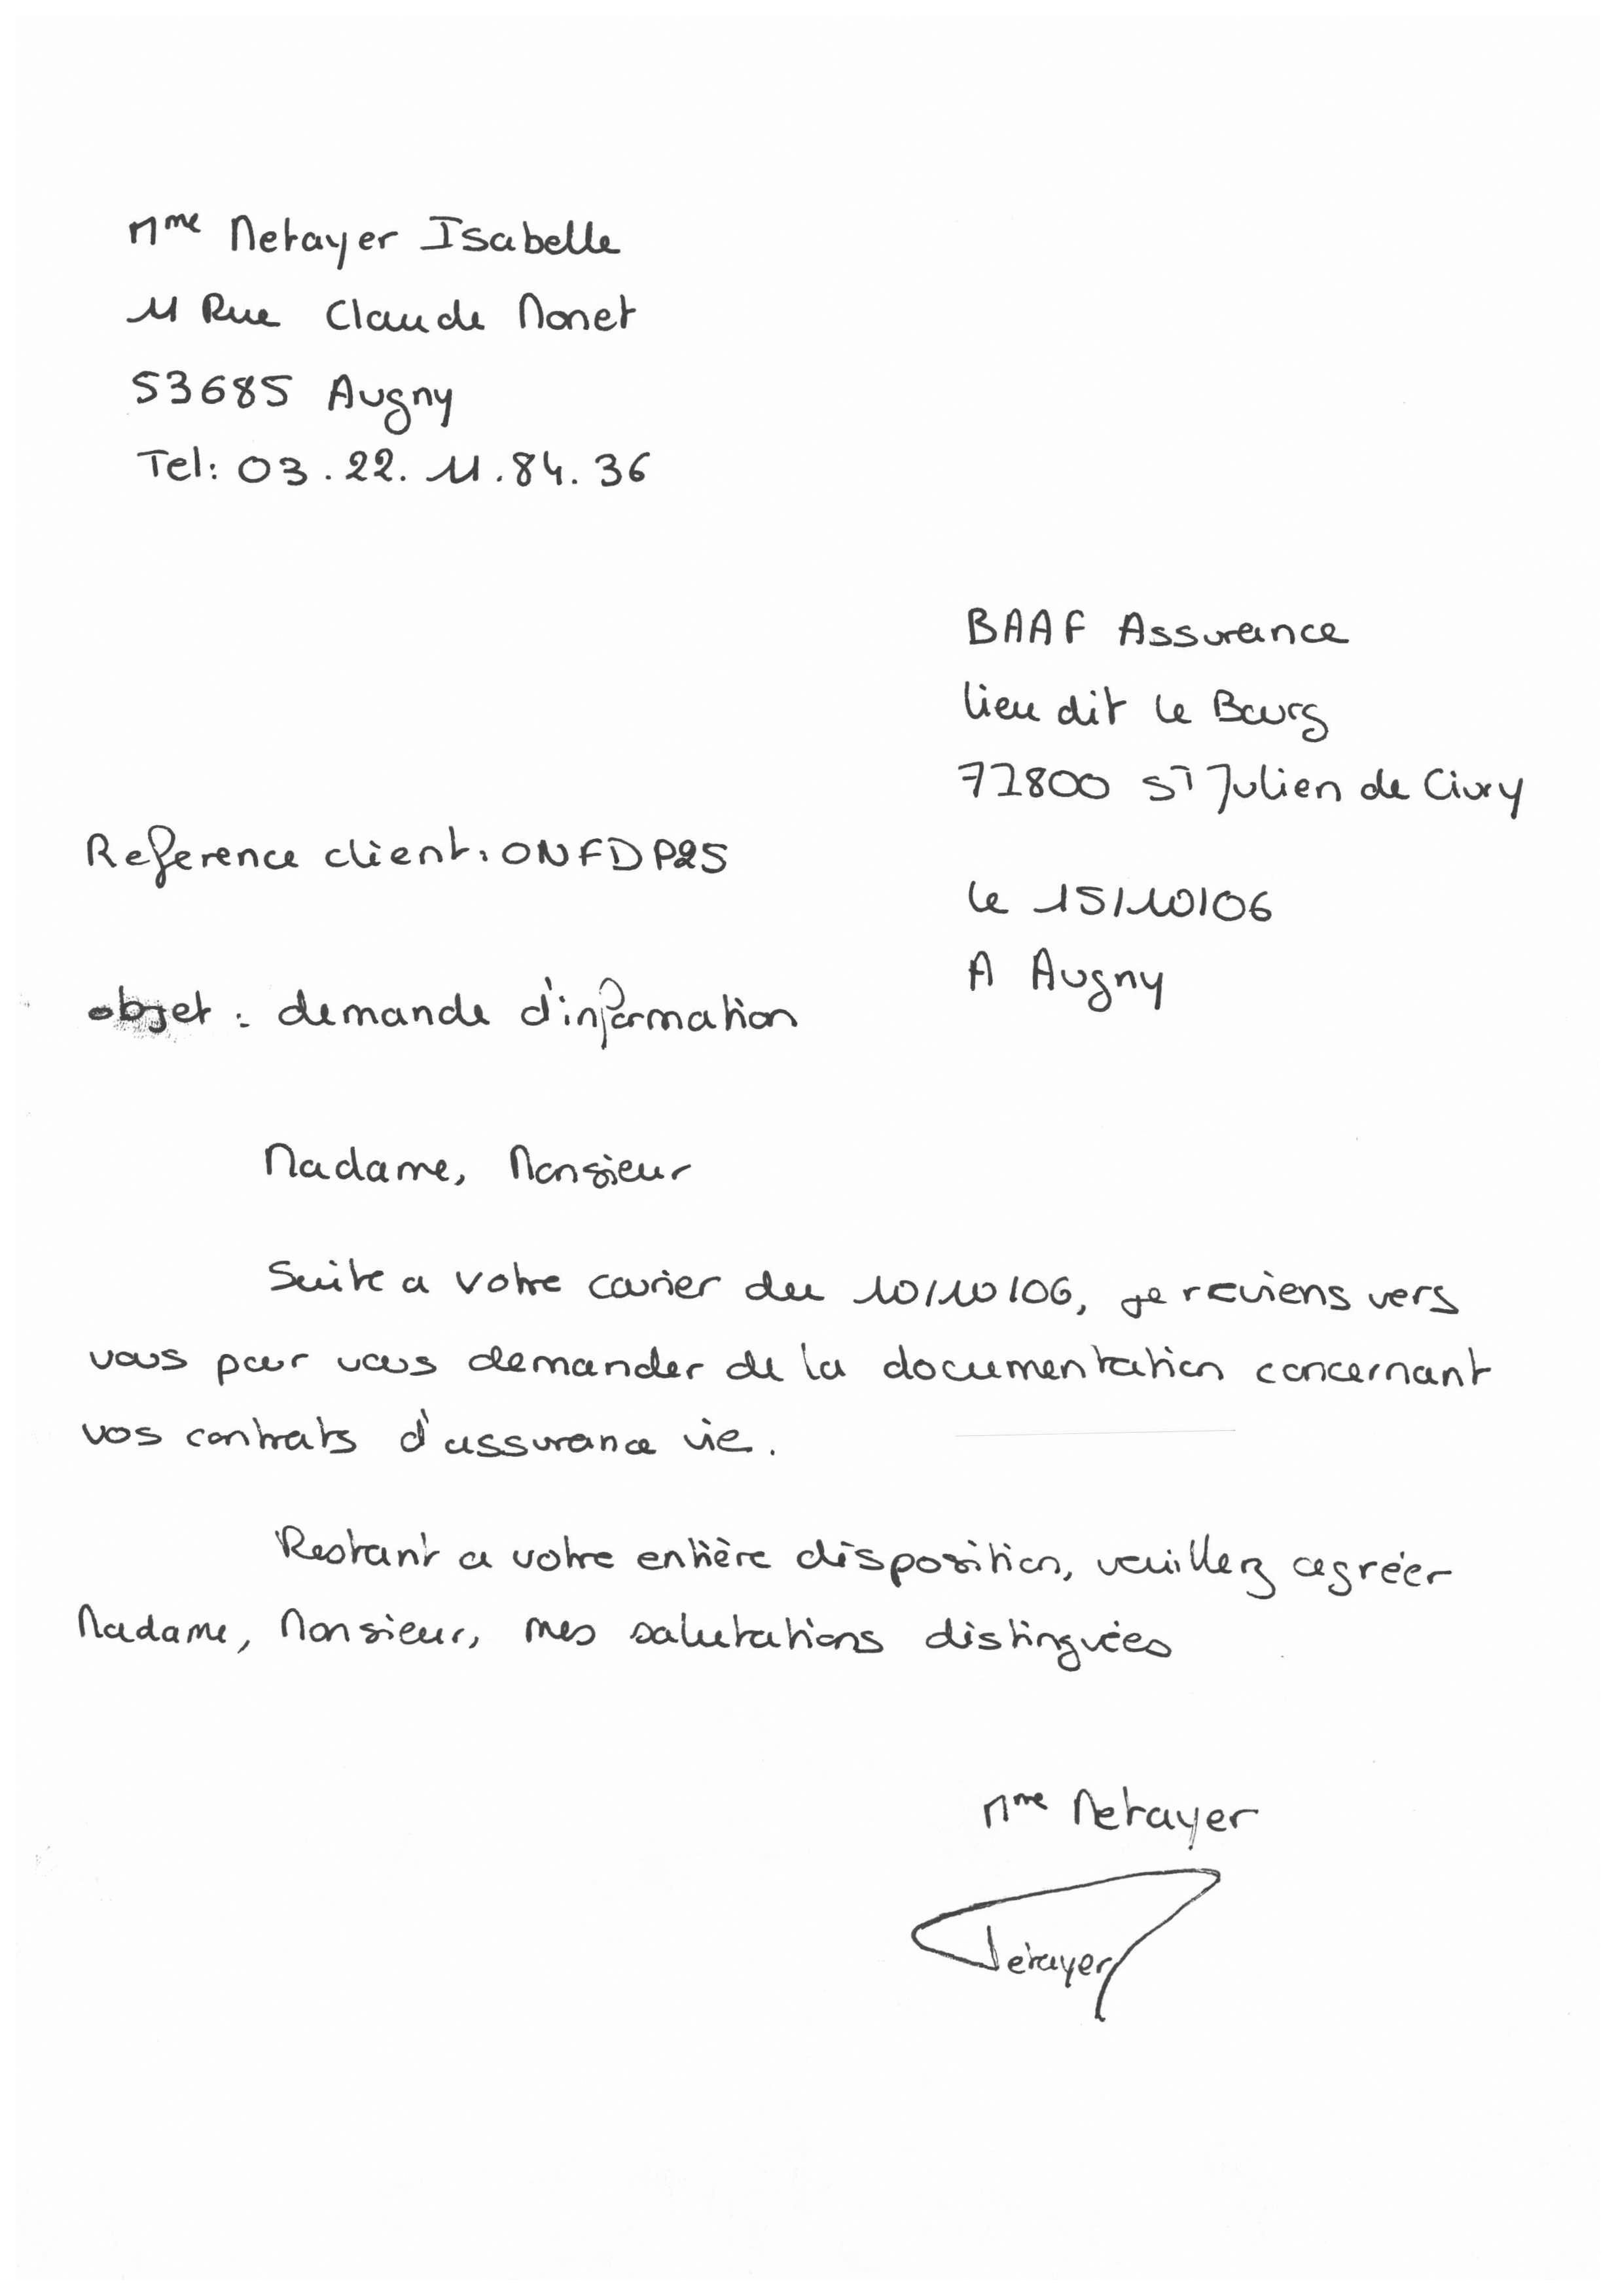 Mme Metayer Isabelle
11 Rue Claude Monet
53685 Augny
Tel: 03.22.11.84.36
BAAF Assurance
lieu dit le Bourg
71800 St Julien de Civry
Reference client: ONFDP25
le 15/10/06
A Augny
objet : demande d'information
Madame, Monsieur
Suite a votre courier du 10/10/06, je reviens vers
vous pour vous demander de la documentation concernant
vos contrats d'assurance vie.
Restant a votre entière disposition, veuillez agréer
Madame, Monsieur, mes salutations distinguées
Mme Metayer
Metayer